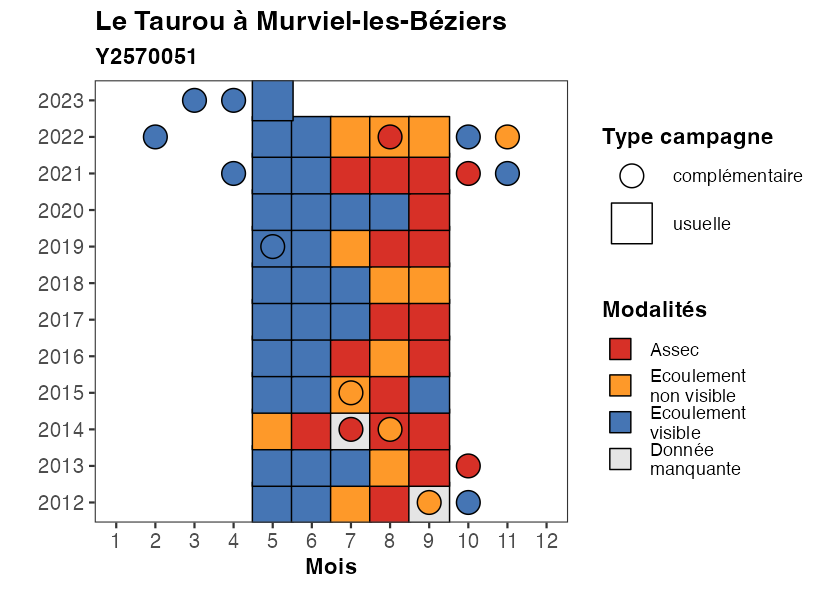 Le Taurou à Murviel-les-Béziers
Y2570051
2023
2022
2021
2020
2019
2018
2017
2016
2015
2014
2013
2012
1 2 3 4 5 6 7 8 9 10 11 12
Mois
Type campagne
complémentaire
usuelle
Modalités
Assec
Ecoulement
non visible
Ecoulement
visible
Donnée
manquante